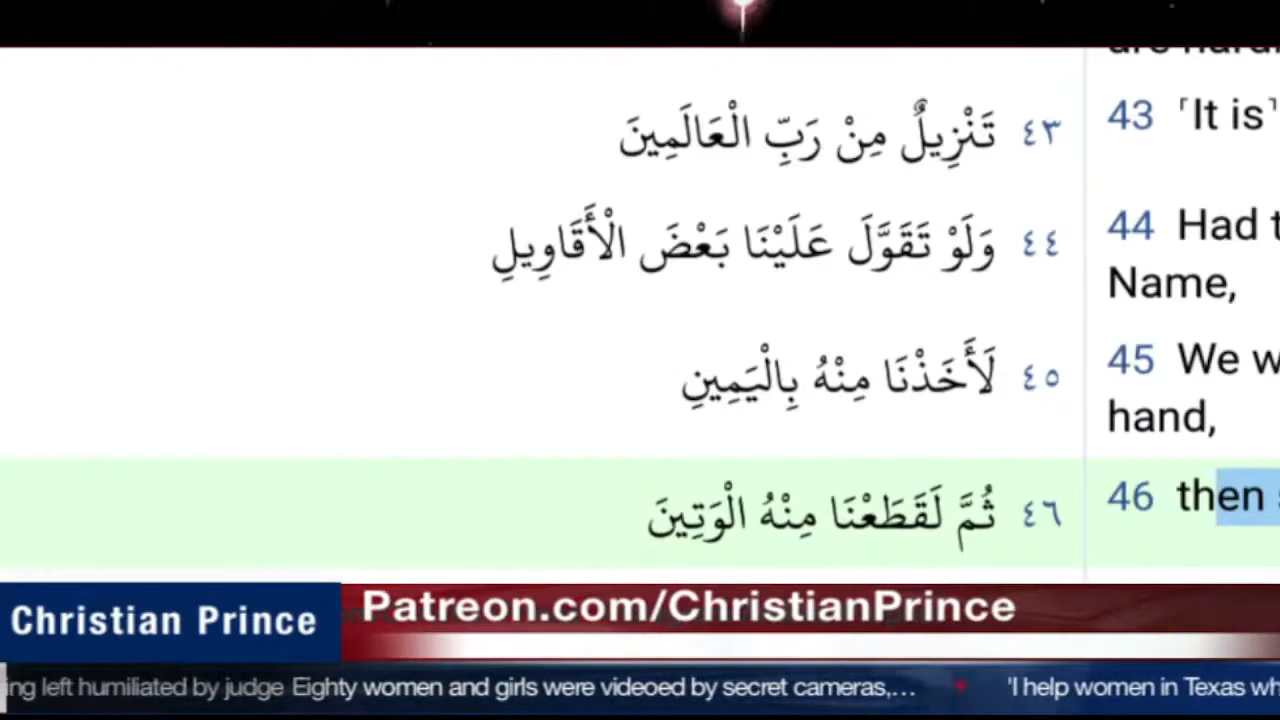 تَنْزِيلٌ مِنْ رَبِّ الْعَالَمِينَ ٤٣
43 ⸢It is⸣
وَلَوْ تَقَوَّلَ عَلَيْنَا بَعْضَ الْأَقَاوِيلِ ٤٤
44 Had
Name,
لَأَخَذْنَا مِنْهُ بِالْيَمِينِ ٤٥
45 We w
hand,
ثُمَّ لَقَطَعْنَا مِنْهُ الْوَتِينَ ٤٦
46 then
Christian Prince
Patreon.com/ChristianPrince
ing left humiliated by judge Eighty women and girls were videoed by secret cameras,... 'I help women in Texas wh